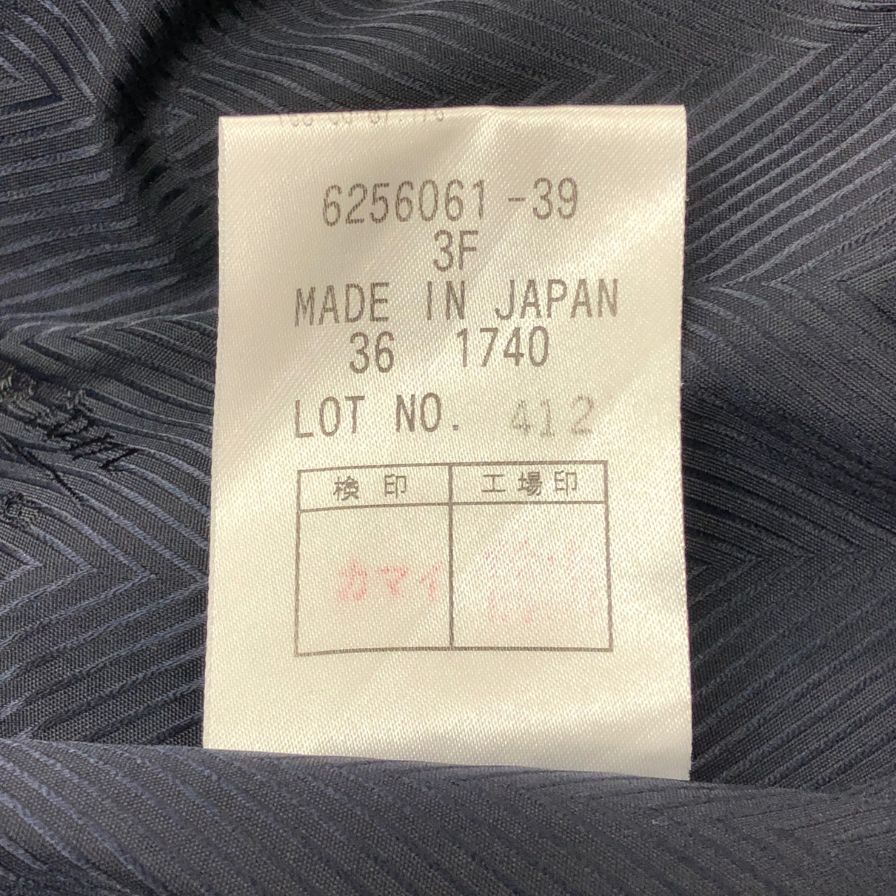 6256061-39
3F
MADE IN JAPAN
36 1740
LOT NO. 412
検印 工場印
カマイ